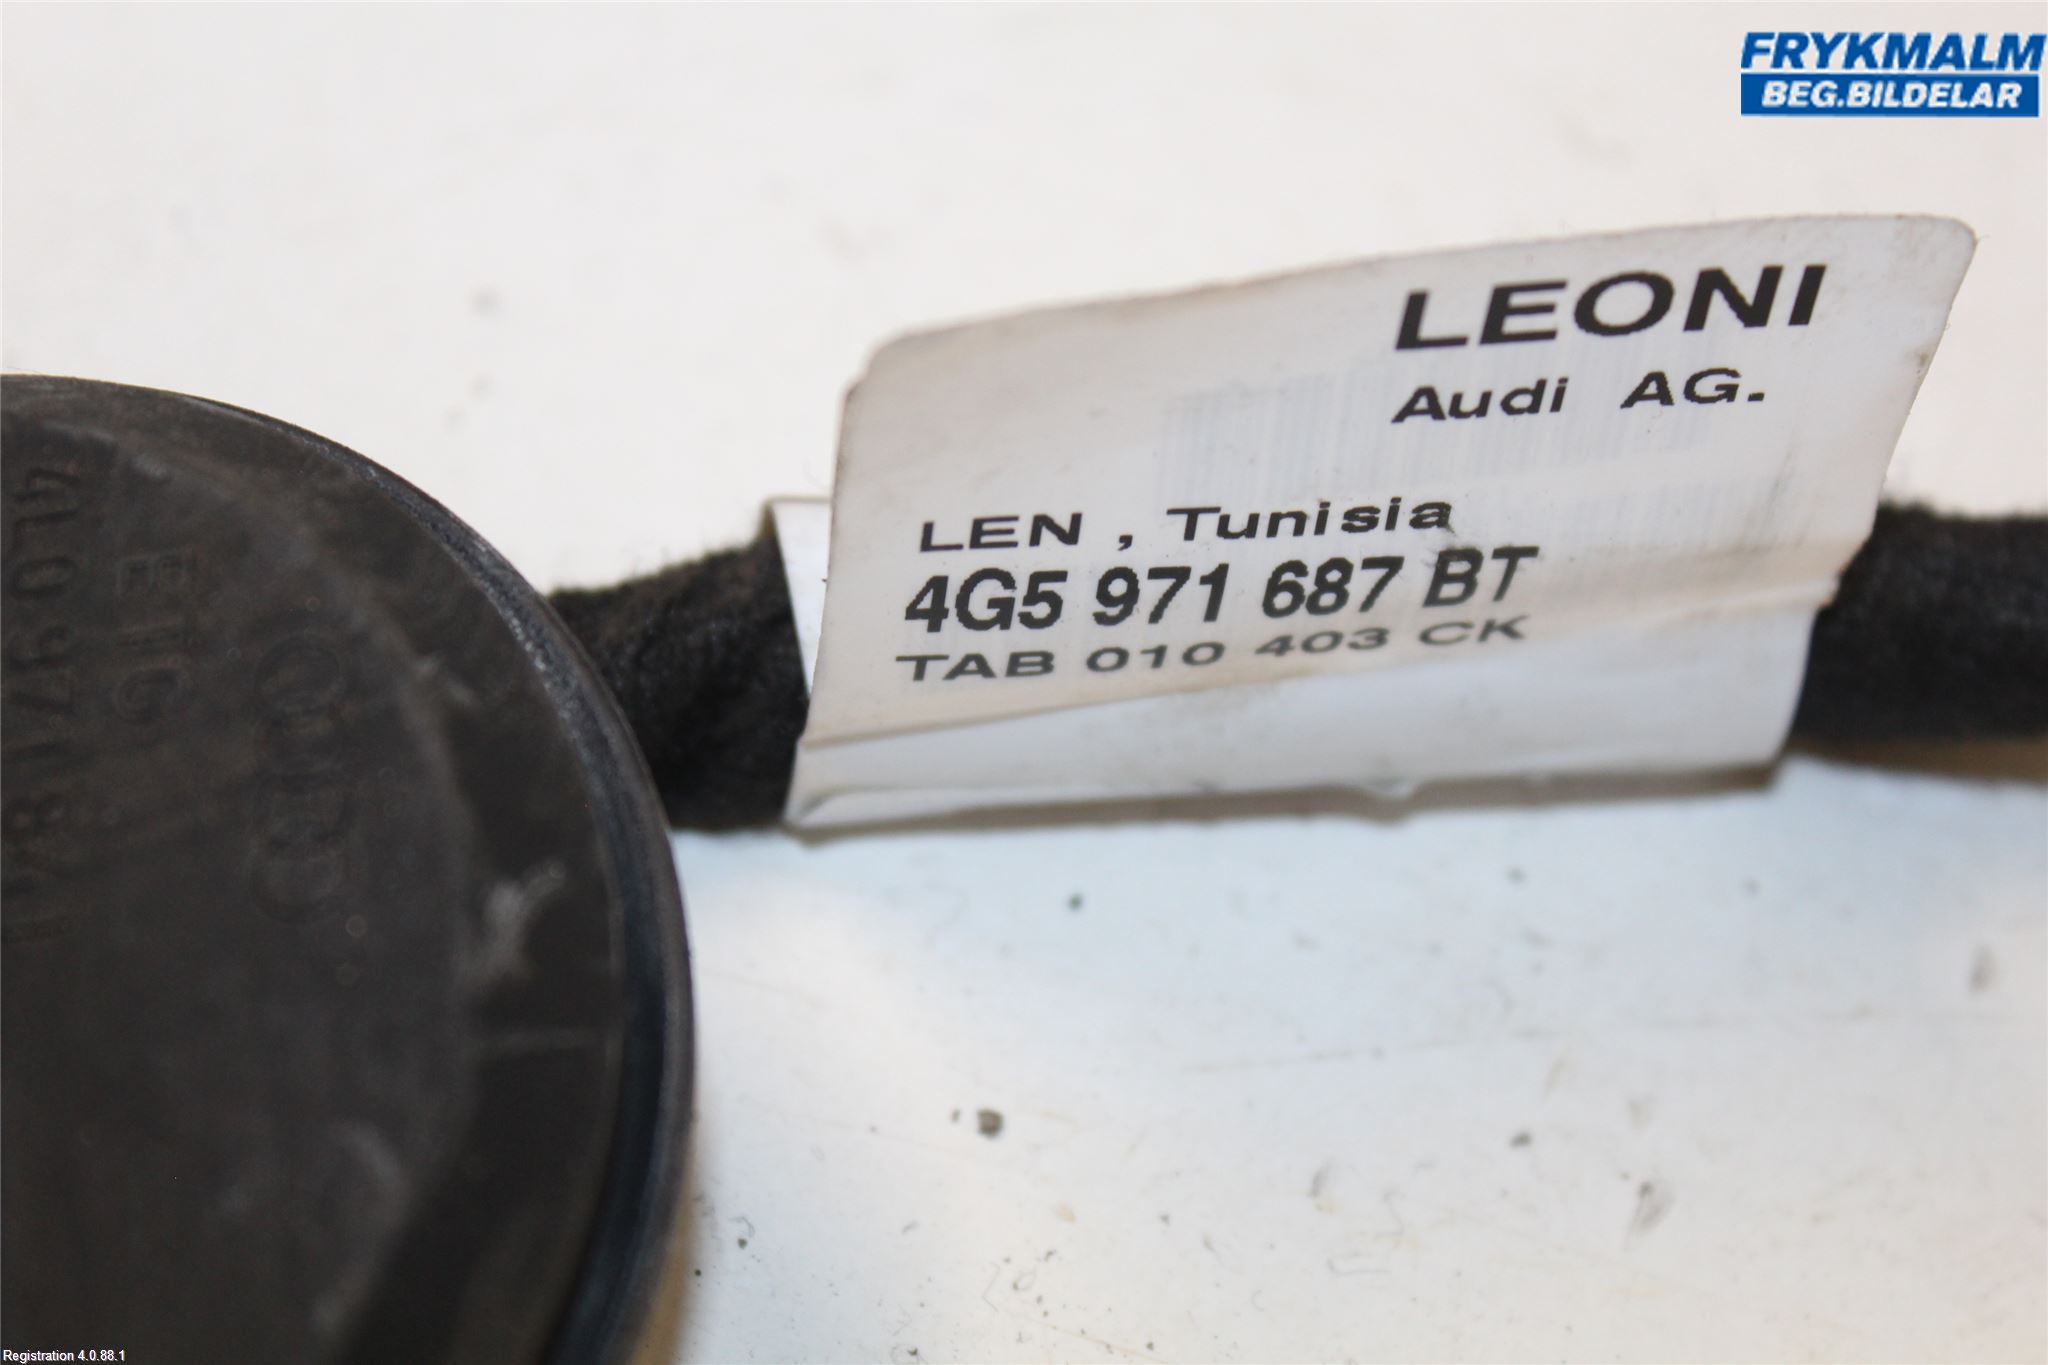 FRYKMALM
BEG.BILDELAR
LEONI
Audi AG.
LEN , Tunisia
4G5 971 687 BT
TAB 010 403 CK
Registration 4.0.88.1